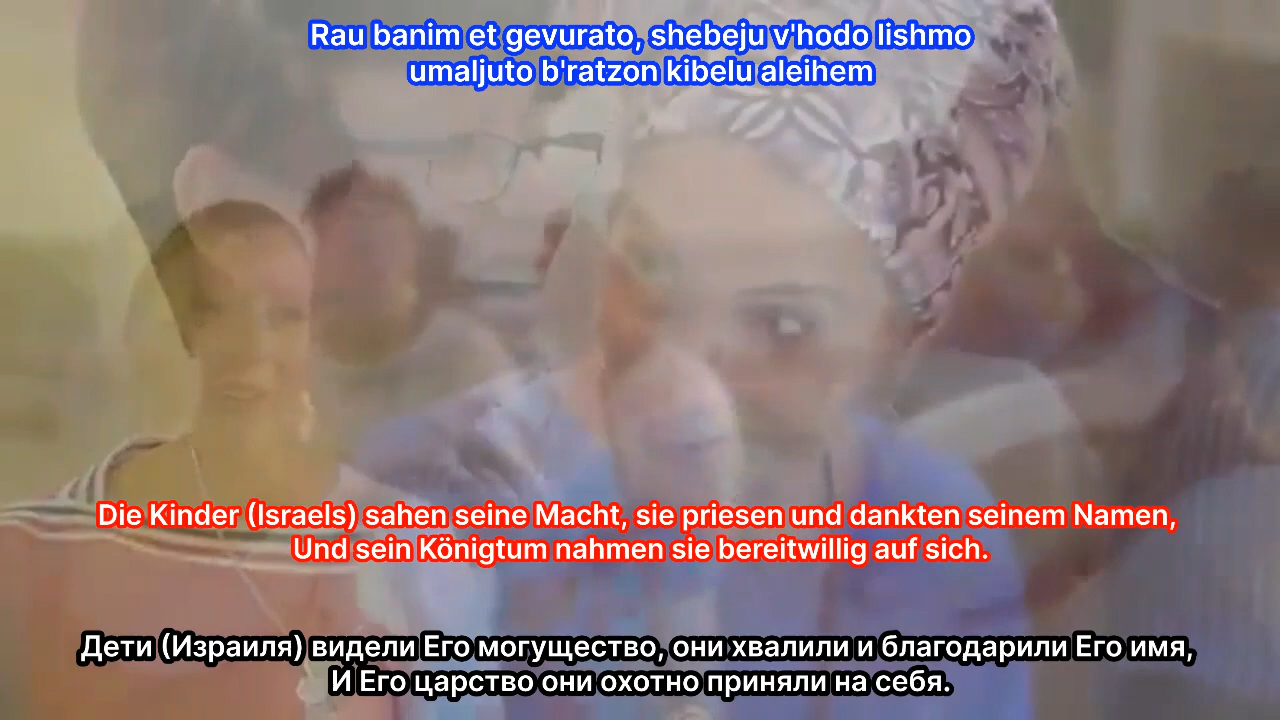 Rau banim et gevurato, shebeju v'hodo lishmo
umaljuto b'ratzon kibelu aleihem
Die Kinder (Israels) sahen seine Macht, sie priesen und dankten seinem Namen,
Und sein Königtum nahmen sie bereitwillig auf sich.
Дети (Израиля) видели Его могущество, они хвалили и благодарили Его имя,
И Его царство они охотно приняли на себя.